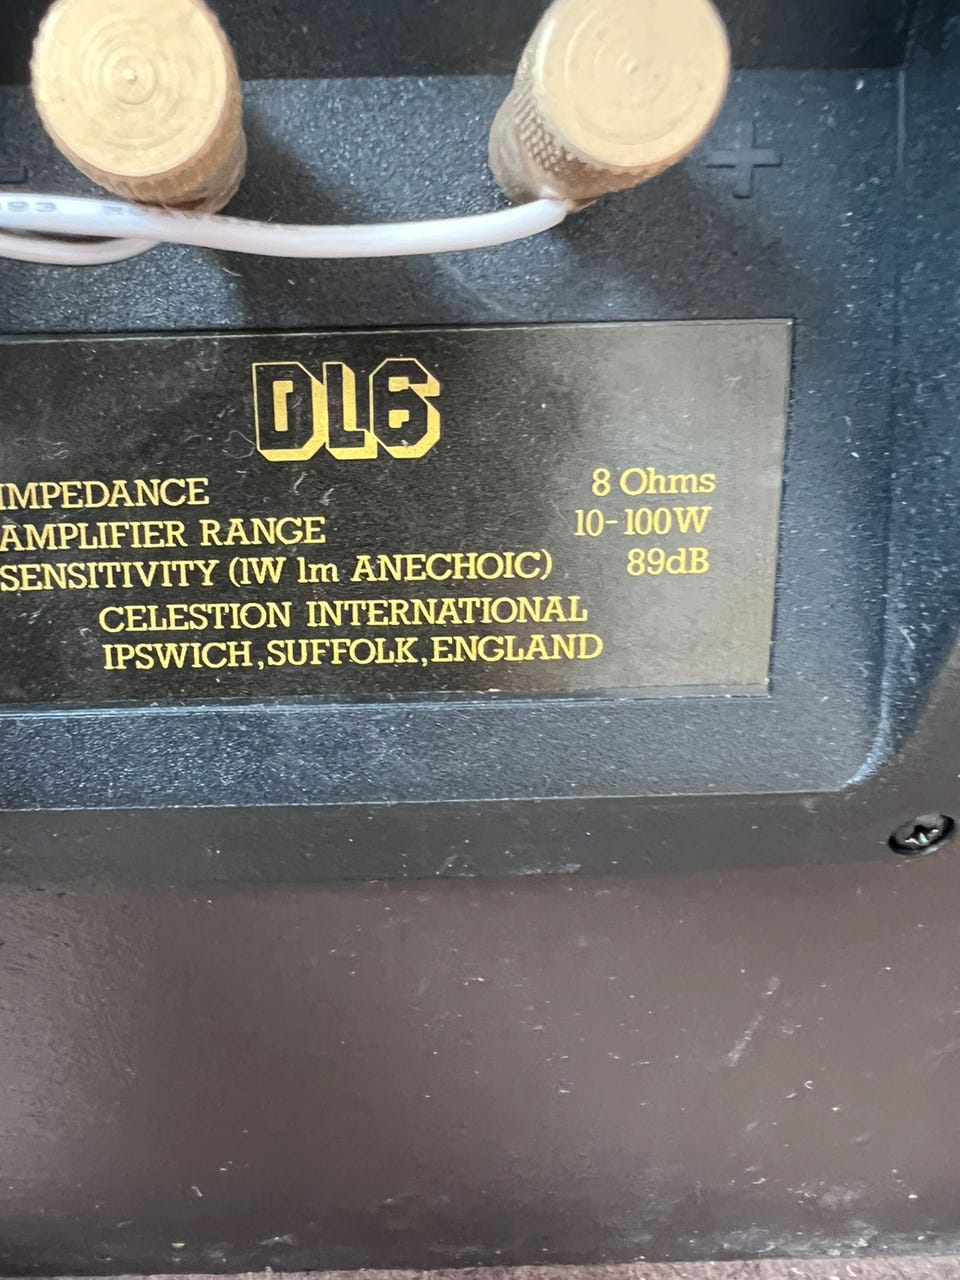 - +
DL6
IMPEDANCE 8 Ohms
AMPLIFIER RANGE 10-100W
SENSITIVITY (1W 1m ANECHOIC) 89dB
CELESTION INTERNATIONAL
IPSWICH,SUFFOLK,ENGLAND